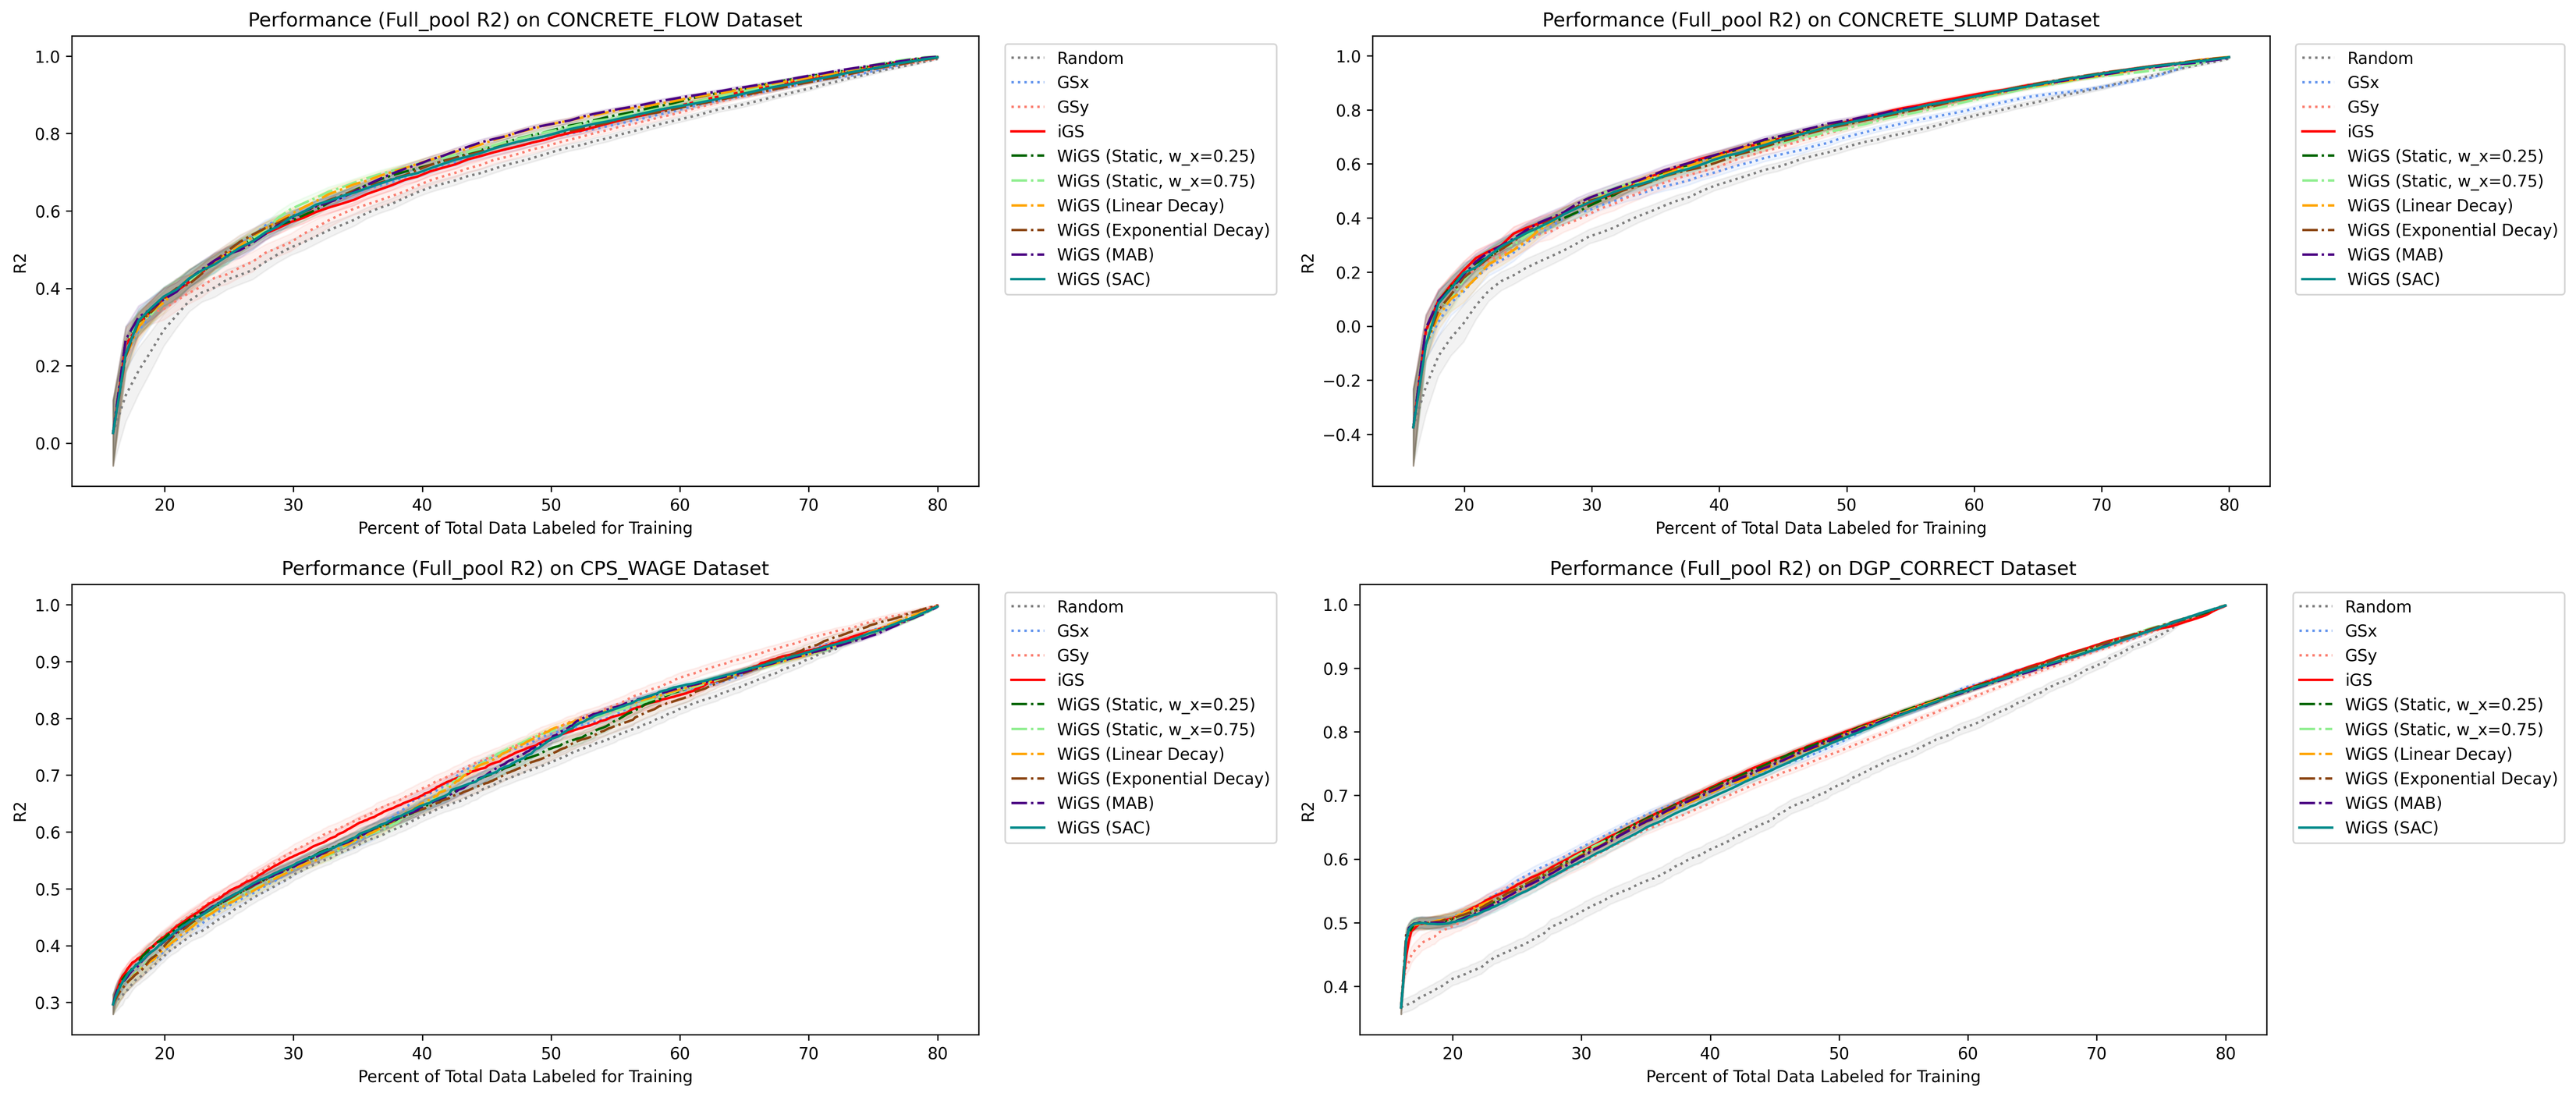 Performance (Full_pool R2) on CONCRETE_FLOW Dataset
1.0
0.8
0.6
0.4
0.2
0.0
R2
20 30 40 50 60 70 80
Percent of Total Data Labeled for Training
Random
GSx
GSy
iGS
WiGS (Static, w_x=0.25)
WiGS (Static, w_x=0.75)
WiGS (Linear Decay)
WiGS (Exponential Decay)
WiGS (MAB)
WiGS (SAC)
Performance (Full_pool R2) on CONCRETE_SLUMP Dataset
1.0
0.8
0.6
0.4
0.2
0.0
−0.2
−0.4
R2
20 30 40 50 60 70 80
Percent of Total Data Labeled for Training
Random
GSx
GSy
iGS
WiGS (Static, w_x=0.25)
WiGS (Static, w_x=0.75)
WiGS (Linear Decay)
WiGS (Exponential Decay)
WiGS (MAB)
WiGS (SAC)
Performance (Full_pool R2) on CPS_WAGE Dataset
1.0
0.9
0.8
0.7
0.6
0.5
0.4
0.3
R2
20 30 40 50 60 70 80
Percent of Total Data Labeled for Training
Random
GSx
GSy
iGS
WiGS (Static, w_x=0.25)
WiGS (Static, w_x=0.75)
WiGS (Linear Decay)
WiGS (Exponential Decay)
WiGS (MAB)
WiGS (SAC)
Performance (Full_pool R2) on DGP_CORRECT Dataset
1.0
0.9
0.8
0.7
0.6
0.5
0.4
R2
20 30 40 50 60 70 80
Percent of Total Data Labeled for Training
Random
GSx
GSy
iGS
WiGS (Static, w_x=0.25)
WiGS (Static, w_x=0.75)
WiGS (Linear Decay)
WiGS (Exponential Decay)
WiGS (MAB)
WiGS (SAC)